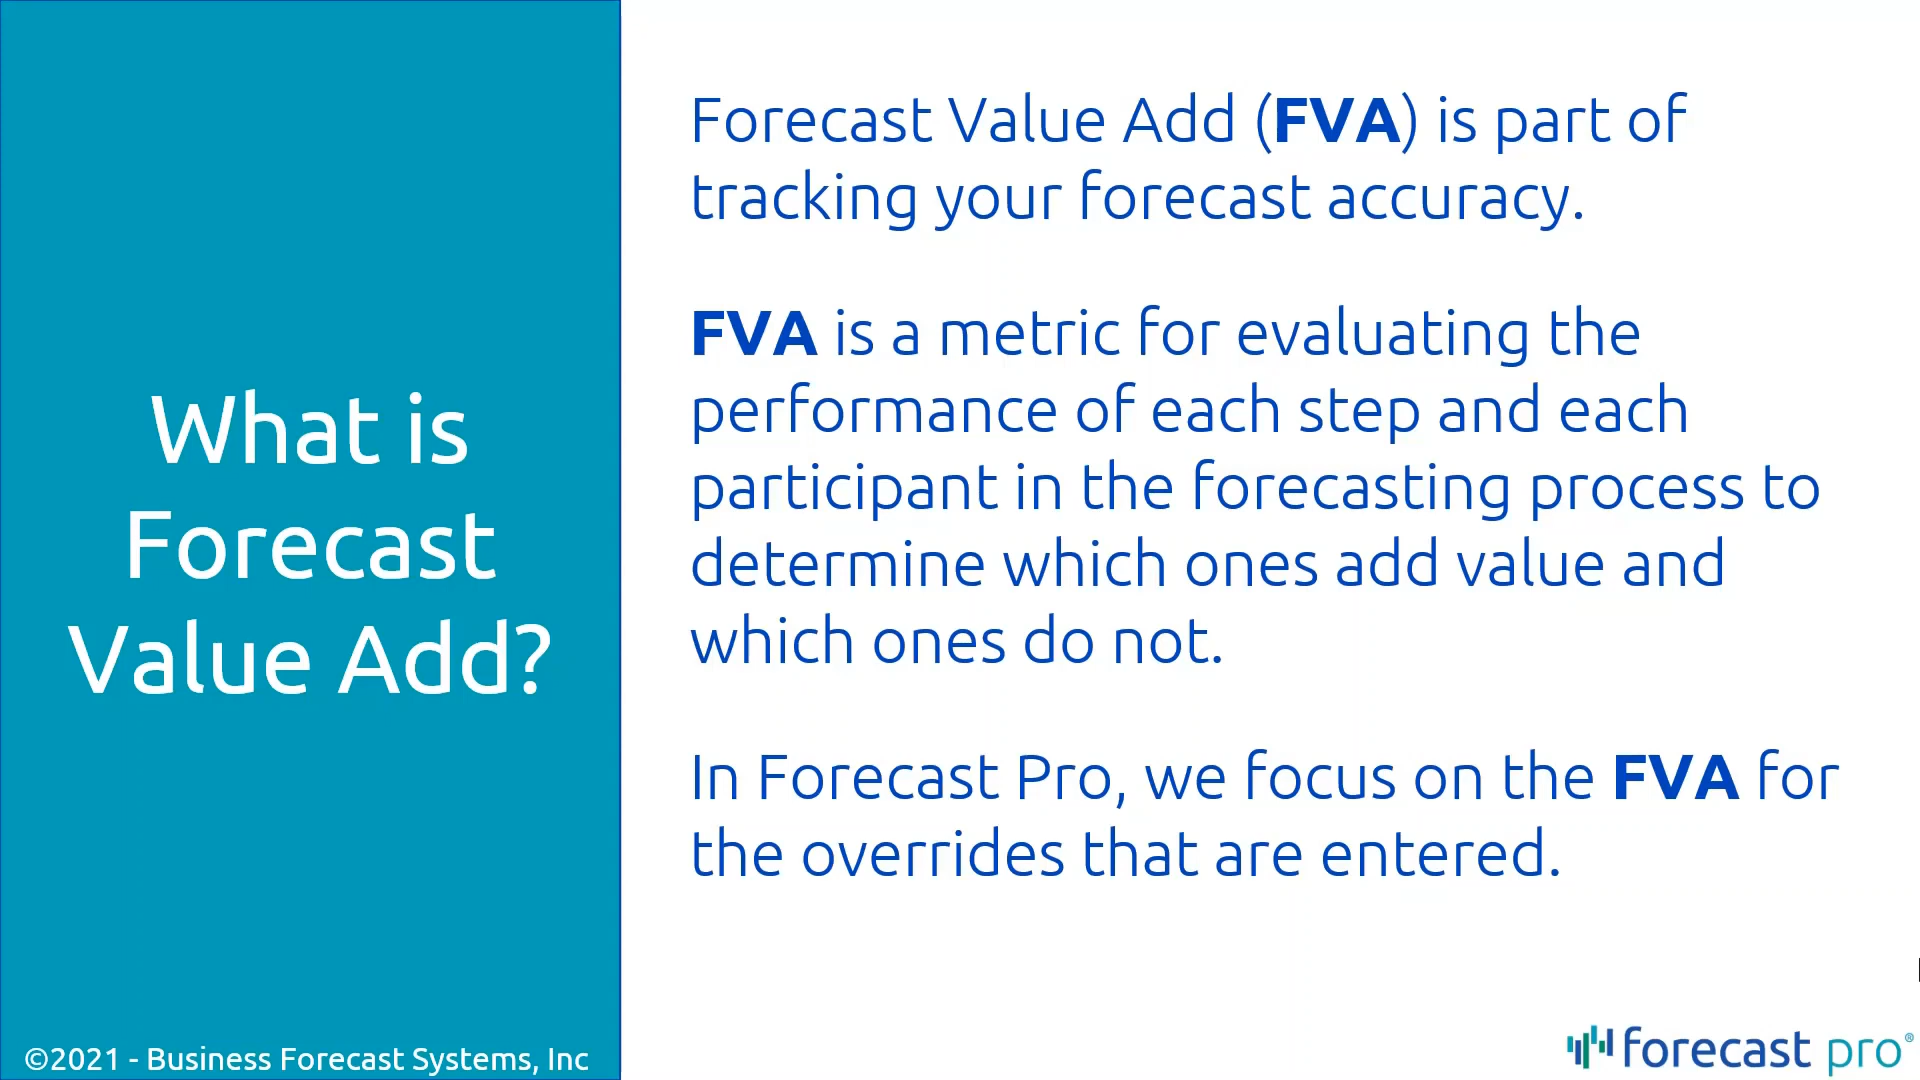 What is
Forecast
Value Add?
©2021 - Business Forecast Systems, Inc
Forecast Value Add (FVA) is part of
tracking your forecast accuracy.
FVA is a metric for evaluating the
performance of each step and each
participant in the forecasting process to
determine which ones add value and
which ones do not.
In Forecast Pro, we focus on the FVA for
the overrides that are entered.
forecast pro®